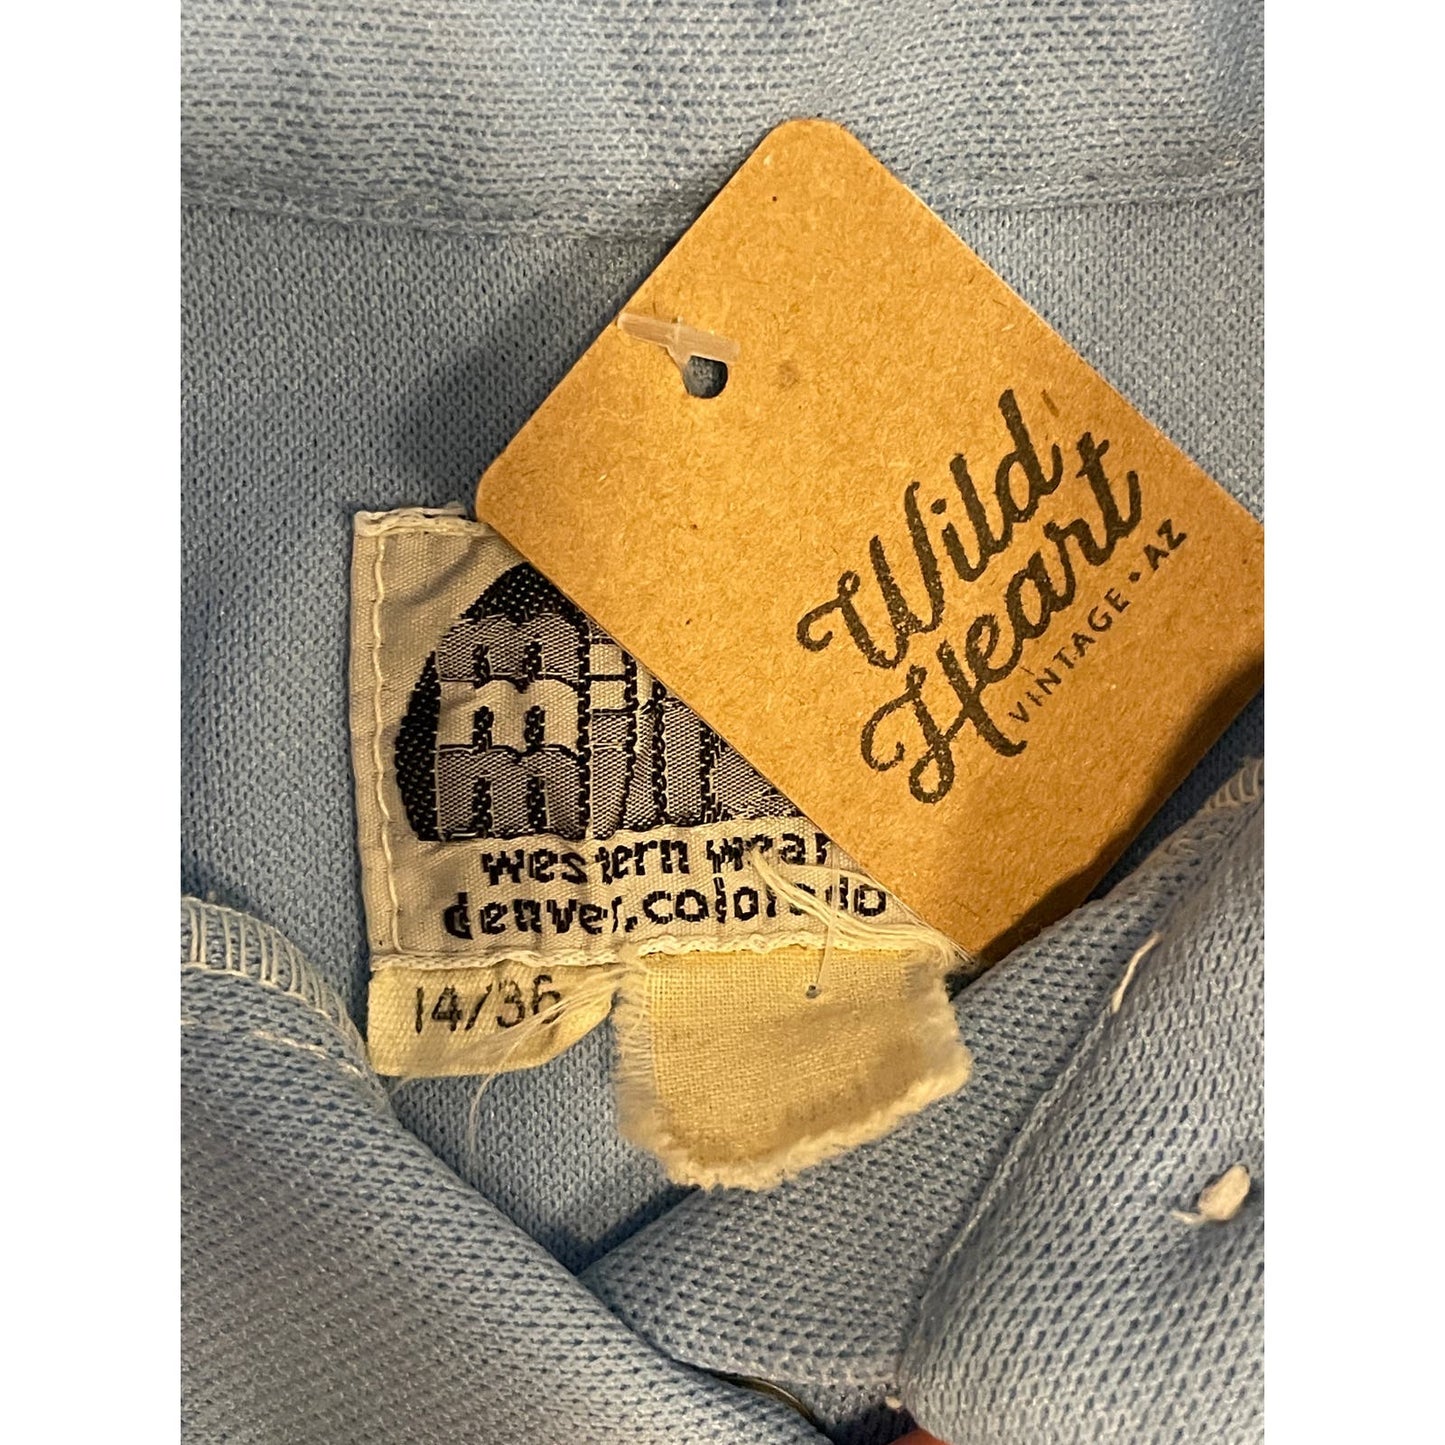 Wild
Heart
VINTAGE • AZ
western wear
denver, colorado
14/36